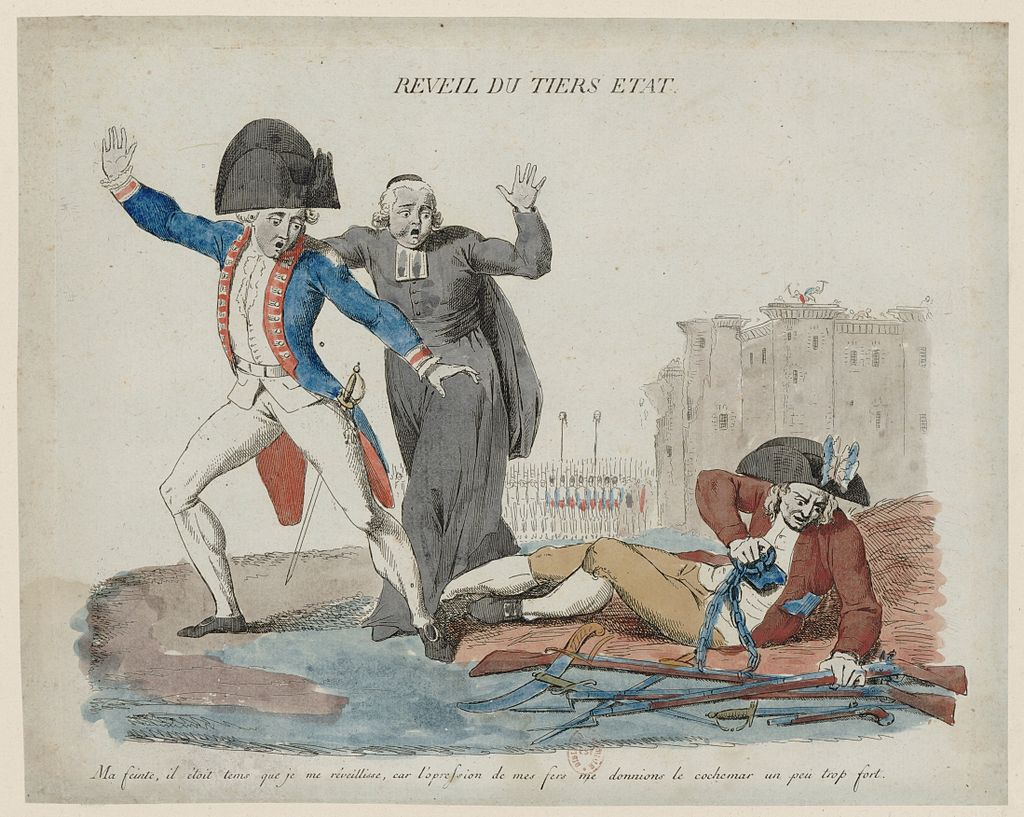 REVEIL DU TIERS ETAT.
Ma feinte, il étoit tems que je me réveillisse, car l'opression de mes fers me donnions le cochemar un peu trop fort.